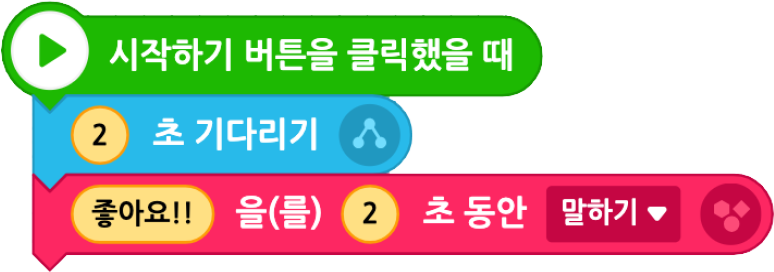 시작하기 버튼을 클릭했을 때
2 초 기다리기
좋아요!! 을(를) 2 초 동안 말하기